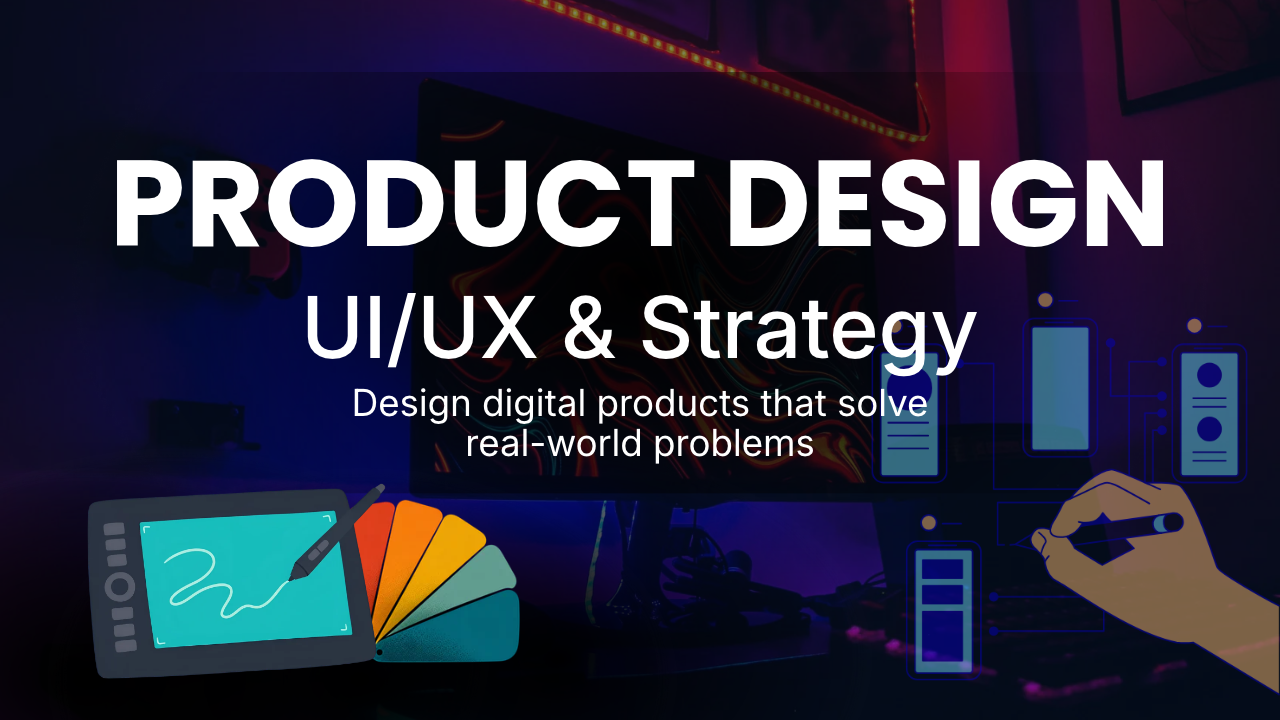 PRODUCT DESIGN
UI/UX & Strategy
Design digital products that solve
real-world problems